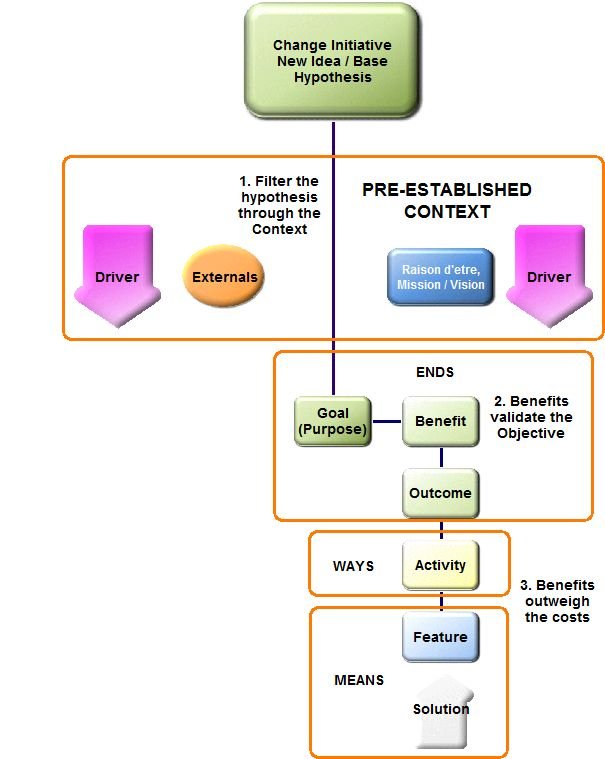 Change Initiative
New Idea / Base
Hypothesis
1. Filter the
hypothesis
through the
Context
PRE-ESTABLISHED
CONTEXT
Driver
Externals
Raison d'etre,
Mission / Vision
Driver
ENDS
Goal
(Purpose)
Benefit
2. Benefits
validate the
Objective
Outcome
WAYS
Activity
3. Benefits
outweigh
the costs
Feature
MEANS
Solution